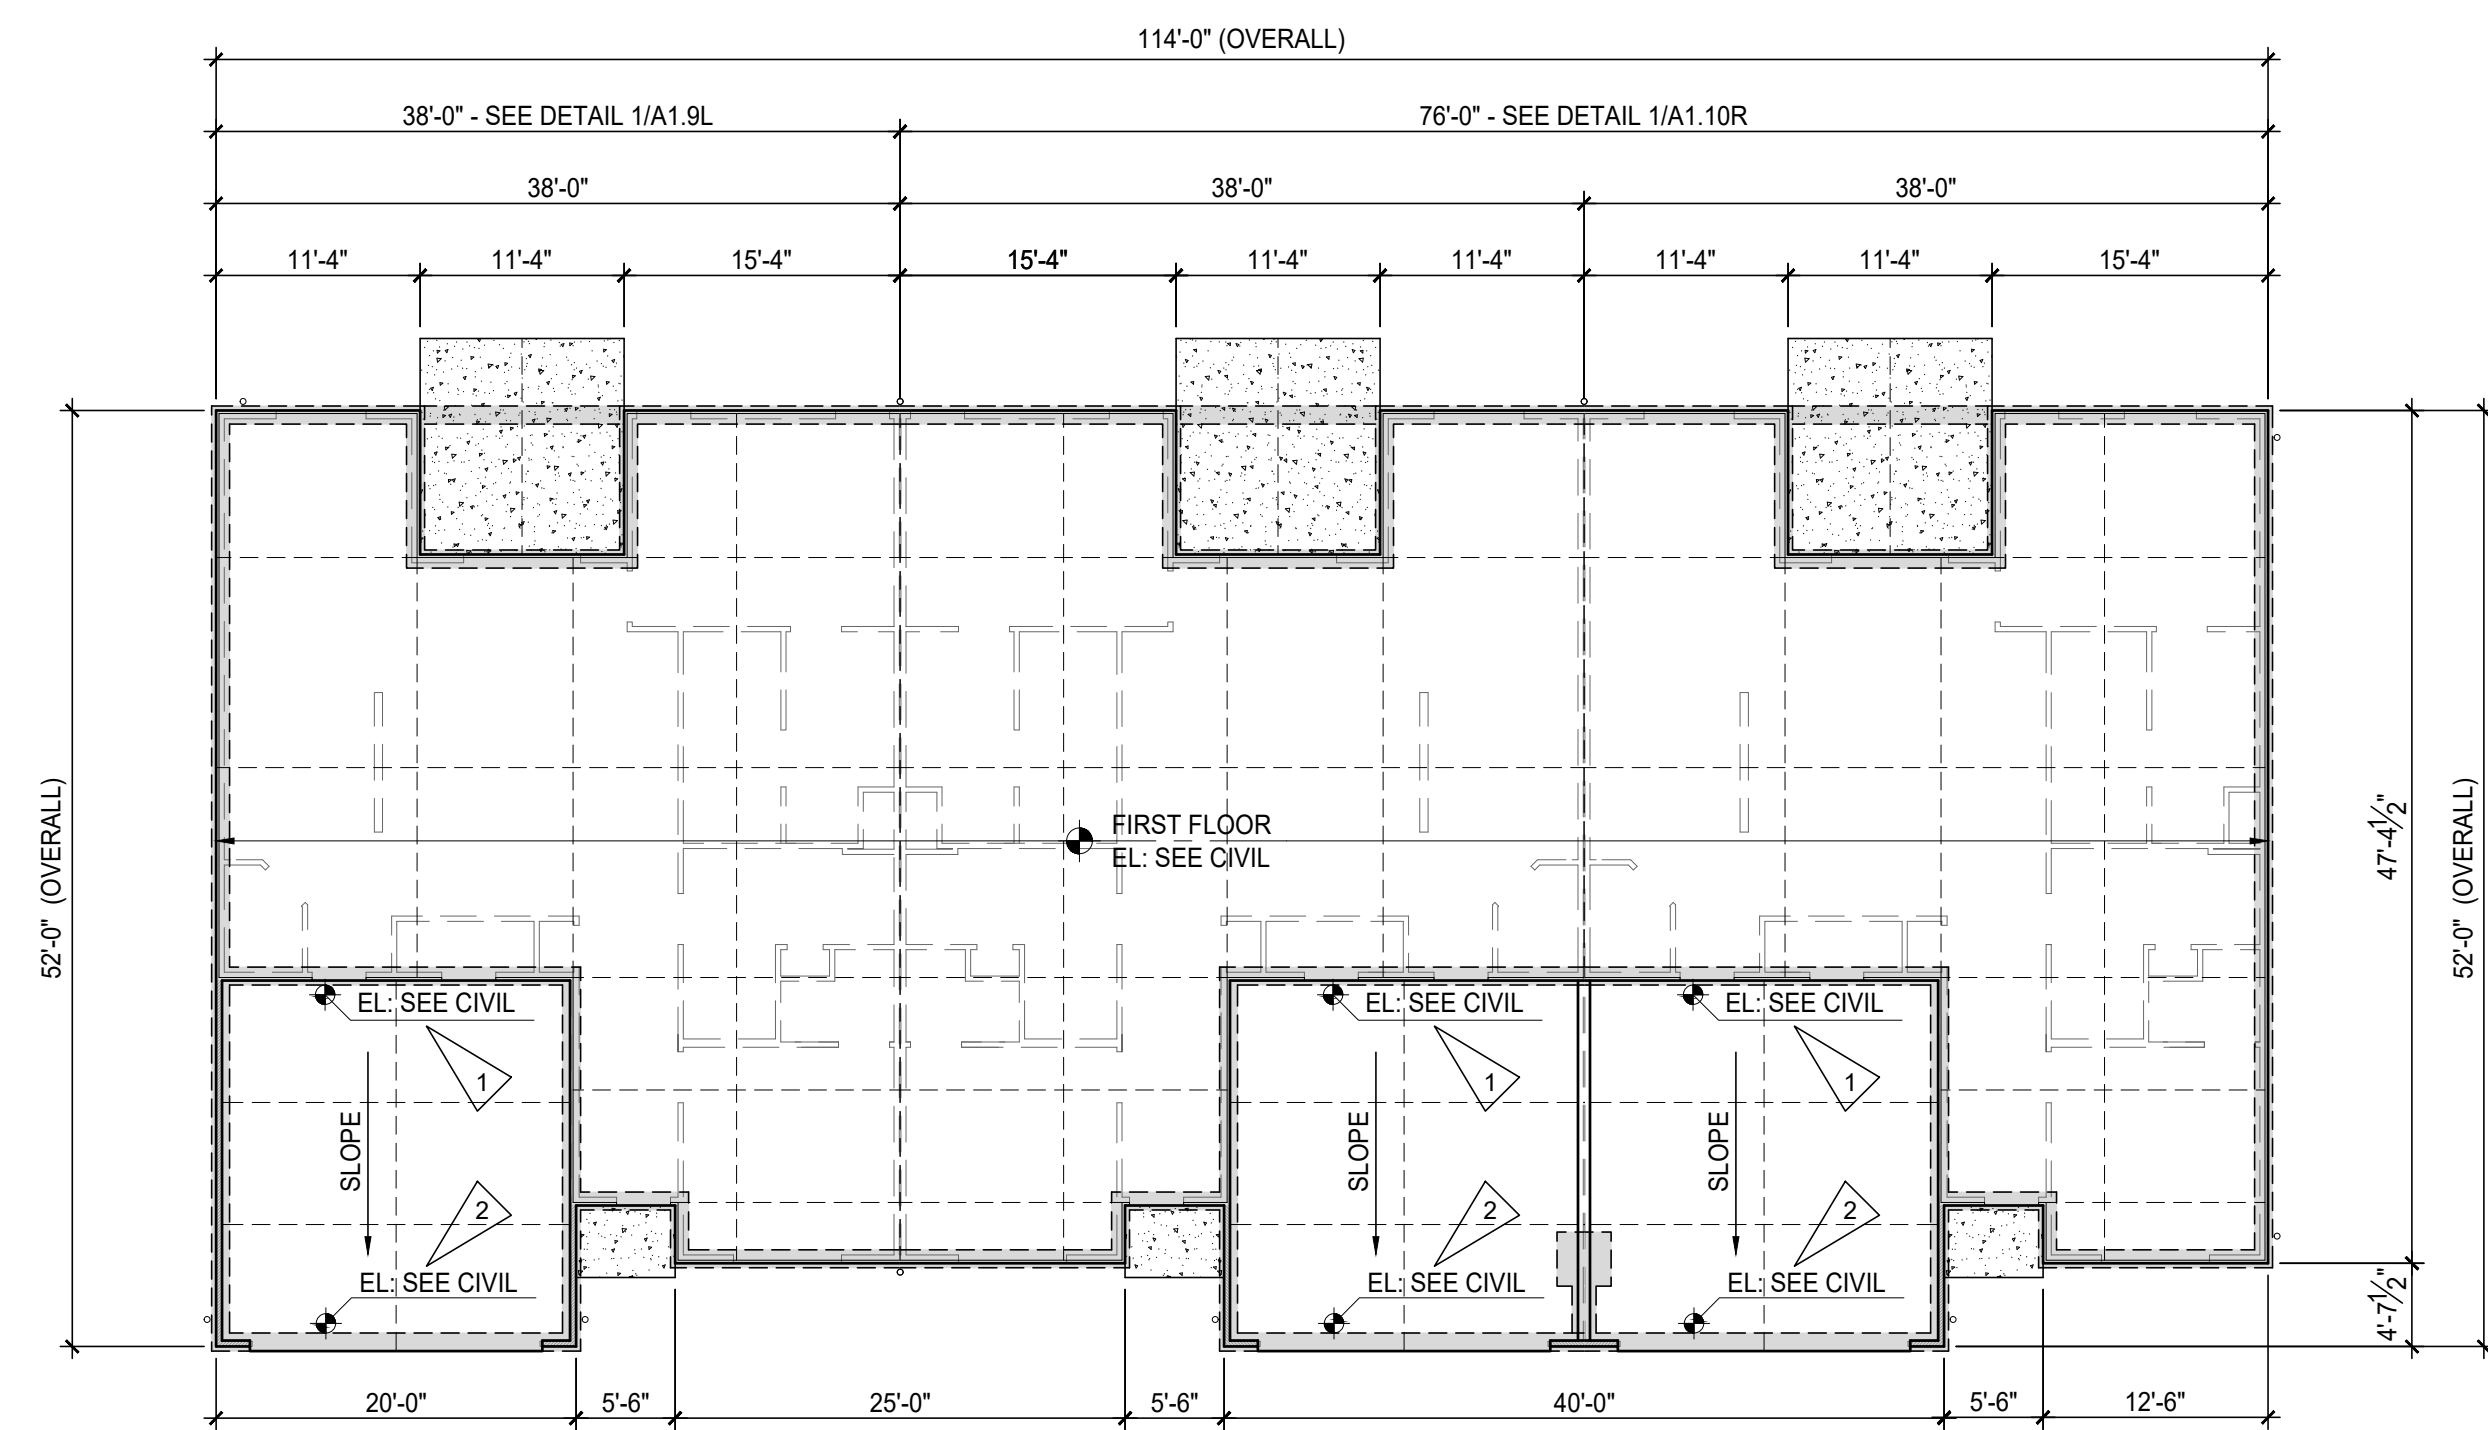 114'-0" (OVERALL)
38'-0" - SEE DETAIL 1/A1.9L
76'-0" - SEE DETAIL 1/A1.10R
38'-0"
38'-0"
38'-0"
11'-4"
11'-4"
15'-4"
15'-4"
11'-4"
11'-4"
11'-4"
11'-4"
15'-4"
52'-0" (OVERALL)
FIRST FLOOR
EL: SEE CIVIL
47'-4½"
52'-0" (OVERALL)
EL: SEE CIVIL
EL: SEE CIVIL
EL: SEE CIVIL
1
1
1
SLOPE
SLOPE
SLOPE
2
2
2
EL: SEE CIVIL
EL: SEE CIVIL
EL: SEE CIVIL
4'-7½"
20'-0"
5'-6"
25'-0"
5'-6"
40'-0"
5'-6"
12'-6"